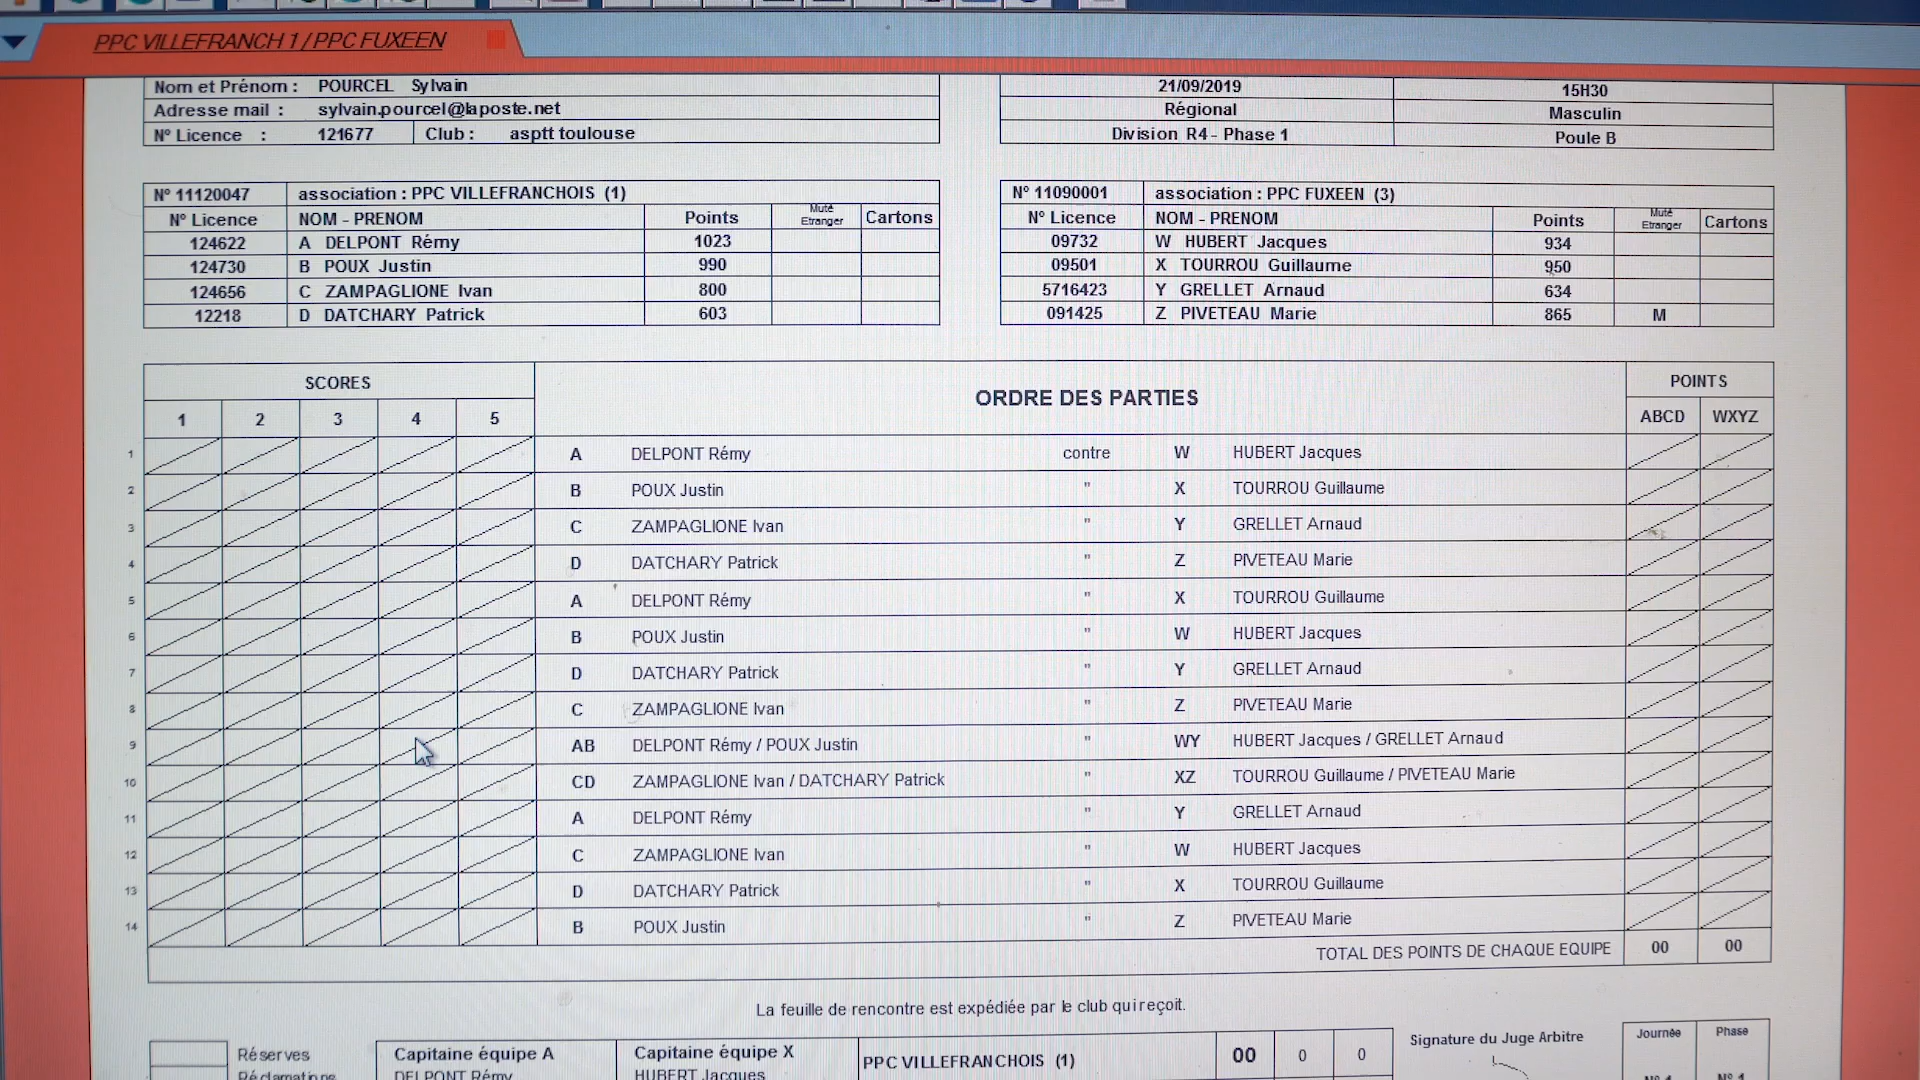 PPC VILLEFRANCH 1 / PPC FUXEEN
Nom et Prénom : POURCEL Sylvain
Adresse mail : sylvain.pourcel@laposte.net
N° Licence : 121677 Club : asptt toulouse
21/09/2019 15H30
Régional Masculin
Division R4 - Phase 1 Poule B
N° 11120047 association : PPC VILLEFRANCHOIS (1)
N° Licence NOM - PRENOM Points Muté Etranger Cartons
124622 A DELPONT Rémy 1023
124730 B POUX Justin 990
124656 C ZAMPAGLIONE Ivan 800
12218 D DATCHARY Patrick 603
N° 11090001 association : PPC FUXEEN (3)
N° Licence NOM - PRENOM Points Muté Etranger Cartons
09732 W HUBERT Jacques 934
09501 X TOURROU Guillaume 950
5716423 Y GRELLET Arnaud 634
091425 Z PIVETEAU Marie 865 M
SCORES ORDRE DES PARTIES POINTS
1 2 3 4 5 ABCD WXYZ
1 A DELPONT Rémy contre W HUBERT Jacques
2 B POUX Justin " X TOURROU Guillaume
3 C ZAMPAGLIONE Ivan " Y GRELLET Arnaud
4 D DATCHARY Patrick " Z PIVETEAU Marie
5 A DELPONT Rémy " X TOURROU Guillaume
6 B POUX Justin " W HUBERT Jacques
7 D DATCHARY Patrick " Y GRELLET Arnaud
8 C ZAMPAGLIONE Ivan " Z PIVETEAU Marie
9 AB DELPONT Rémy / POUX Justin " WY HUBERT Jacques / GRELLET Arnaud
10 CD ZAMPAGLIONE Ivan / DATCHARY Patrick " XZ TOURROU Guillaume / PIVETEAU Marie
11 A DELPONT Rémy " Y GRELLET Arnaud
12 C ZAMPAGLIONE Ivan " W HUBERT Jacques
13 D DATCHARY Patrick " X TOURROU Guillaume
14 B POUX Justin " Z PIVETEAU Marie
TOTAL DES POINTS DE CHAQUE EQUIPE 00 00
La feuille de rencontre est expédiée par le club qui reçoit.
Réserves Capitaine équipe A Capitaine équipe X PPC VILLEFRANCHOIS (1) 00 0 0 Signature du Juge Arbitre Journée Phase
Réclamations DELPONT Rémy HUBERT Jacques N° 1 N° 1